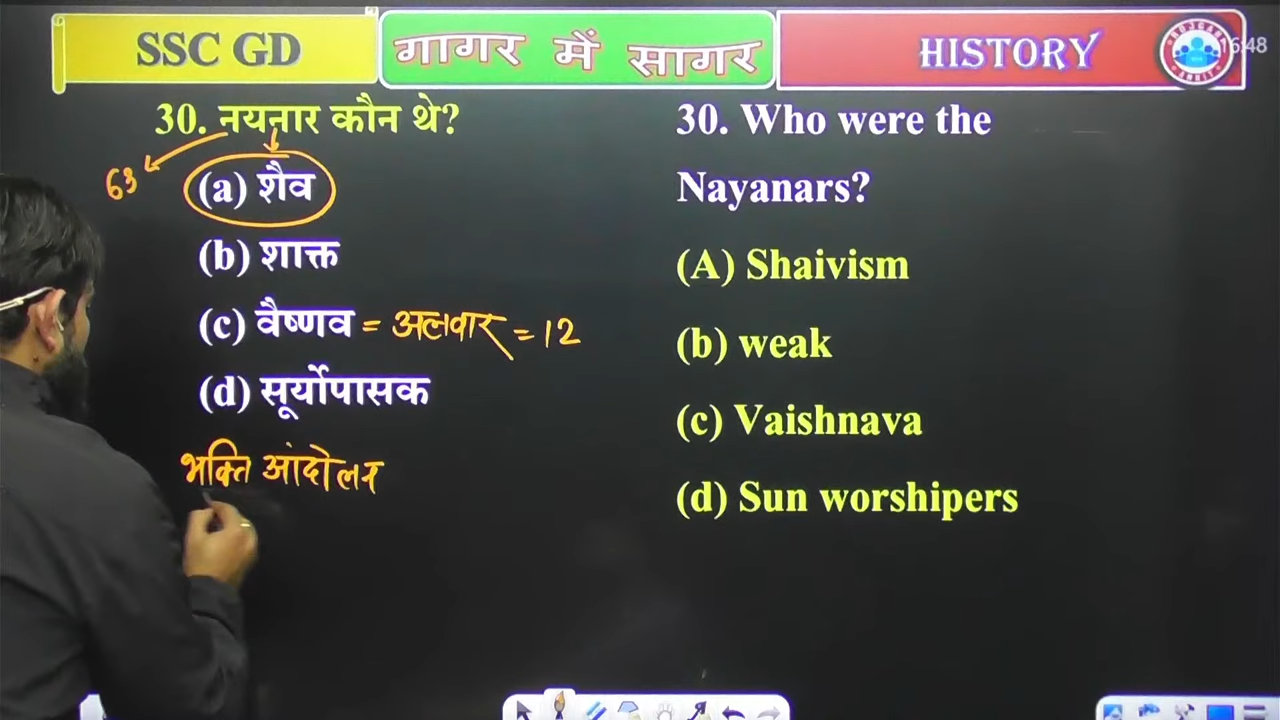 SSC GD
गागर में सागर
HISTORY
16:48
30. नयनार कौन थे?
63
(a) शैव
(b) शाक्त
(c) वैष्णव = अलवार = 12
(d) सूर्योपासक
भक्ति आंदोलन
30. Who were the
Nayanars?
(A) Shaivism
(b) weak
(c) Vaishnava
(d) Sun worshipers